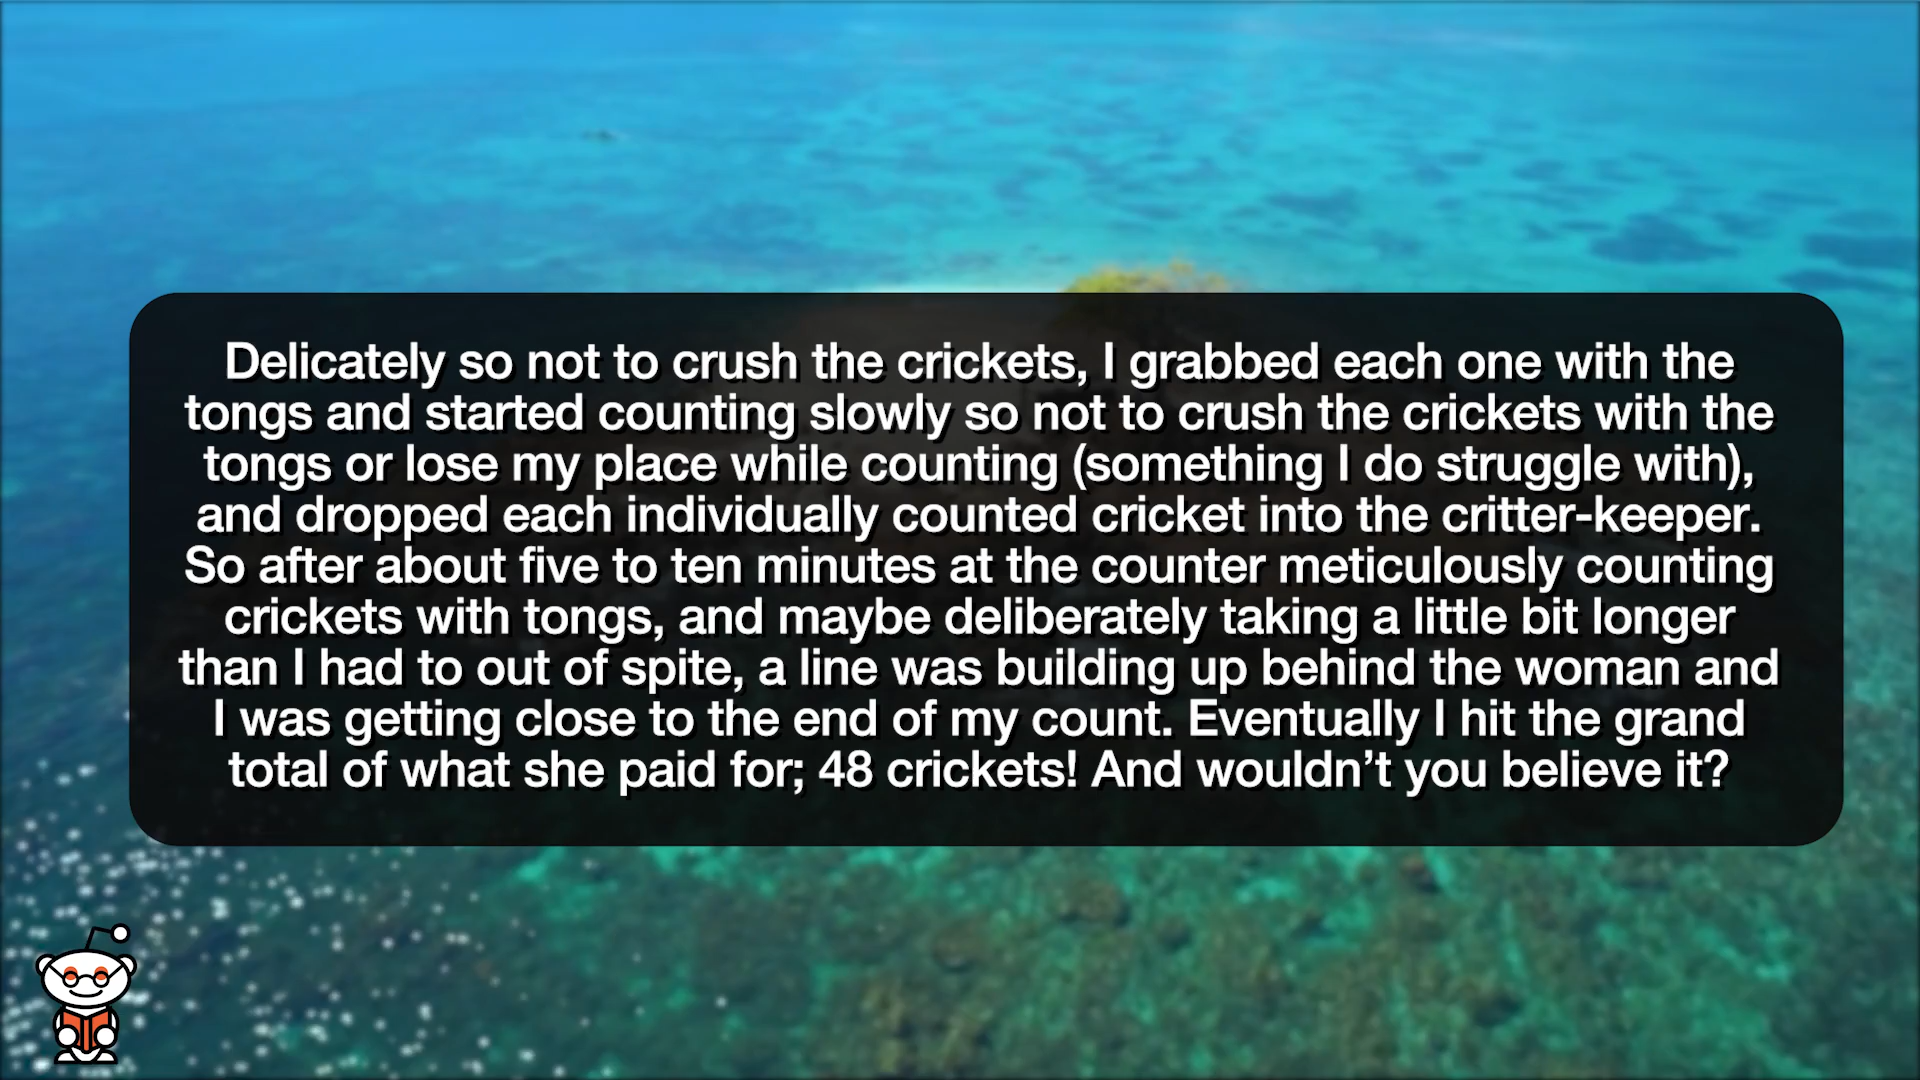 Delicately so not to crush the crickets, I grabbed each one with the
tongs and started counting slowly so not to crush the crickets with the
tongs or lose my place while counting (something I do struggle with),
and dropped each individually counted cricket into the critter-keeper.
So after about five to ten minutes at the counter meticulously counting
crickets with tongs, and maybe deliberately taking a little bit longer
than I had to out of spite, a line was building up behind the woman and
I was getting close to the end of my count. Eventually I hit the grand
total of what she paid for; 48 crickets! And wouldn’t you believe it?